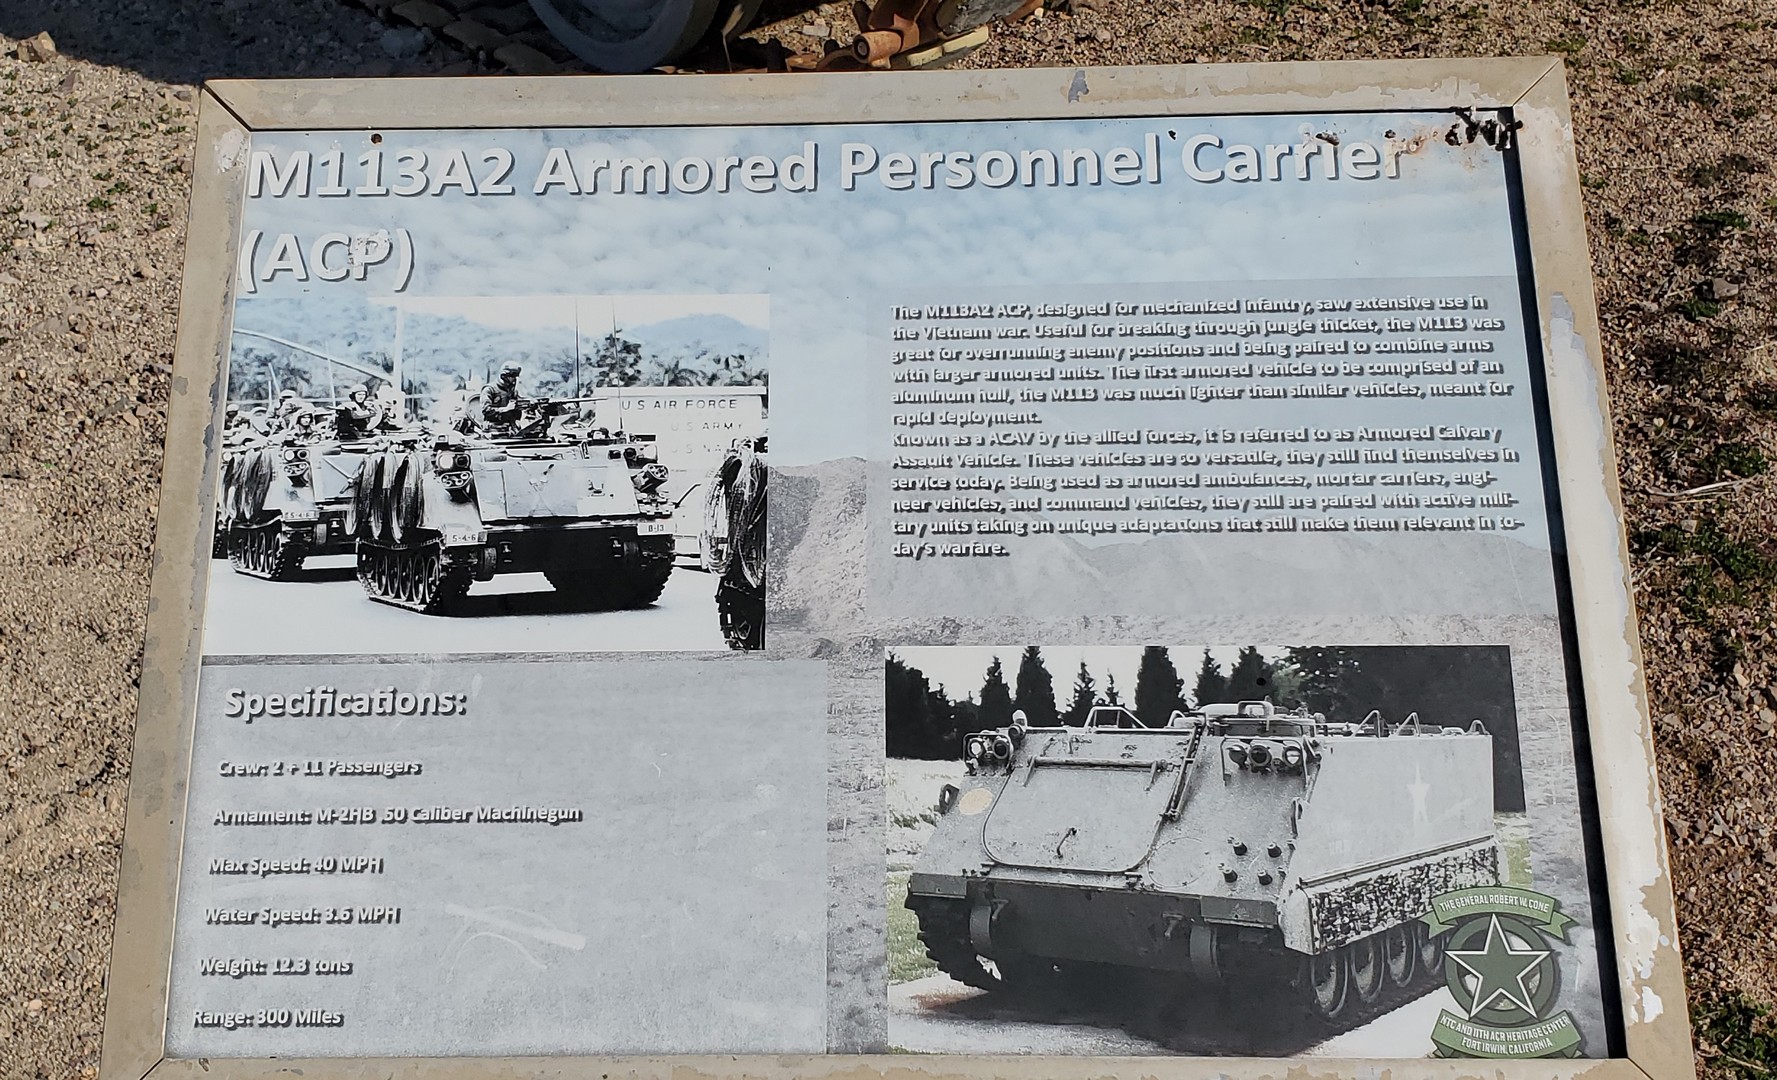 M113A2 Armored Personnel Carrier
(ACP)
U S AIR FORCE
U S ARMY
5-4-6
B-13
The M113A2 ACP, designed for mechanized infantry, saw extensive use in
the Vietnam war. Useful for breaking through jungle thicket, the M113 was
great for overrunning enemy positions and being paired to combine arms
with larger armored units. The first armored vehicle to be comprised of an
aluminum hull, the M113 was much lighter than similar vehicles, meant for
rapid deployment.
Known as a ACAV by the allied forces, it is referred to as Armored Calvary
Assault Vehicle. These vehicles are so versatile, they still find themselves in
service today. Being used as armored ambulances, mortar carriers, engi-
neer vehicles, and command vehicles, they still are paired with active mili-
tary units taking on unique adaptations that still make them relevant in to-
day's warfare.
Specifications:
Crew: 2 + 11 Passengers
Armament: M-2HB .50 Caliber Machinegun
Max Speed: 40 MPH
Water Speed: 3.6 MPH
Weight: 12.3 tons
Range: 300 Miles
THE GENERAL ROBERT W. CONE
NTC AND 11TH ACR HERITAGE CENTER
FORT IRWIN, CALIFORNIA